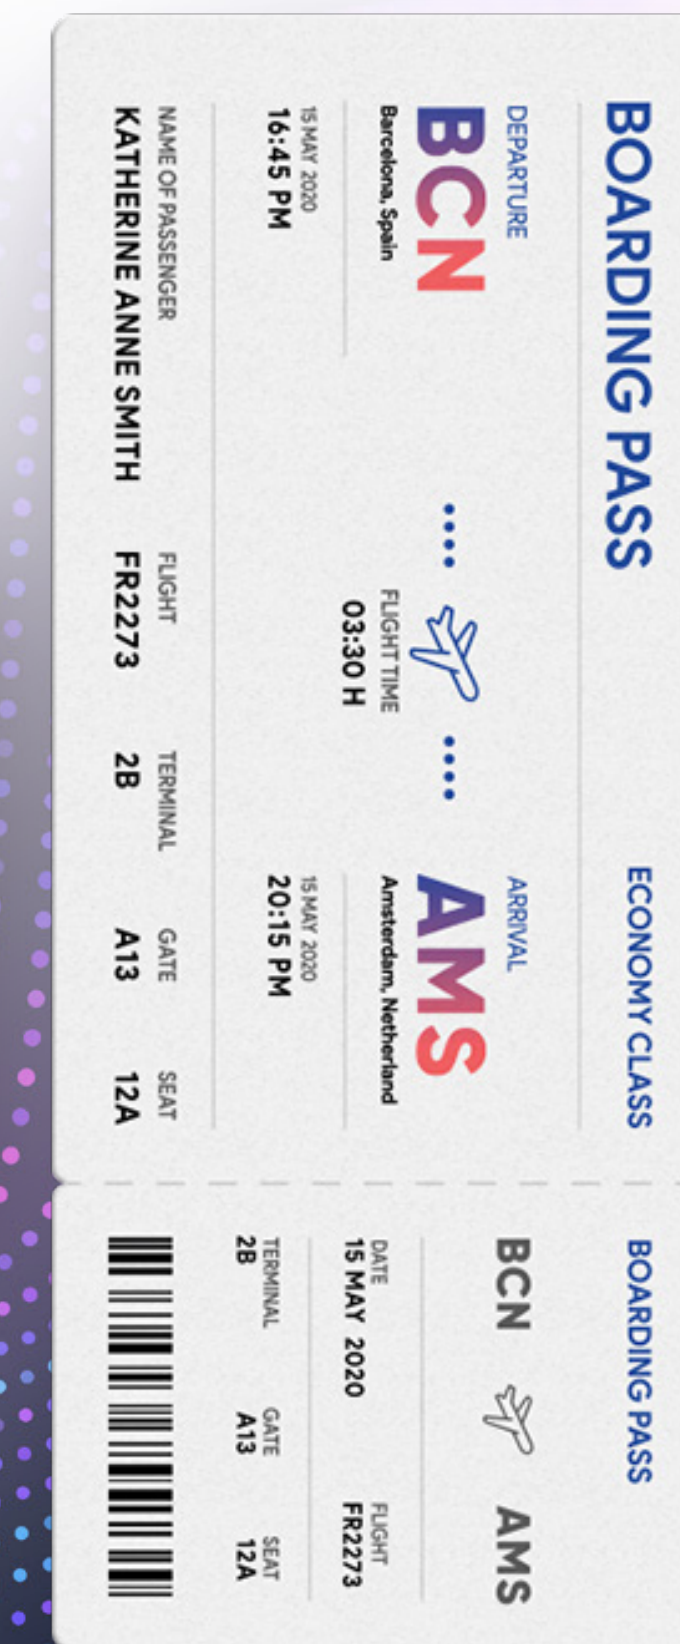 BOARDING PASS
ECONOMY CLASS
DEPARTURE
BCN
Barcelona, Spain
15 MAY 2020
16:45 PM
FLIGHT TIME
03:30 H
ARRIVAL
AMS
Amsterdam, Netherland
15 MAY 2020
20:15 PM
NAME OF PASSENGER
KATHERINE ANNE SMITH
FLIGHT
FR2273
TERMINAL
2B
GATE
A13
SEAT
12A
BOARDING PASS
BCN AMS
DATE
15 MAY 2020
FLIGHT
FR2273
TERMINAL
2B
GATE
A13
SEAT
12A